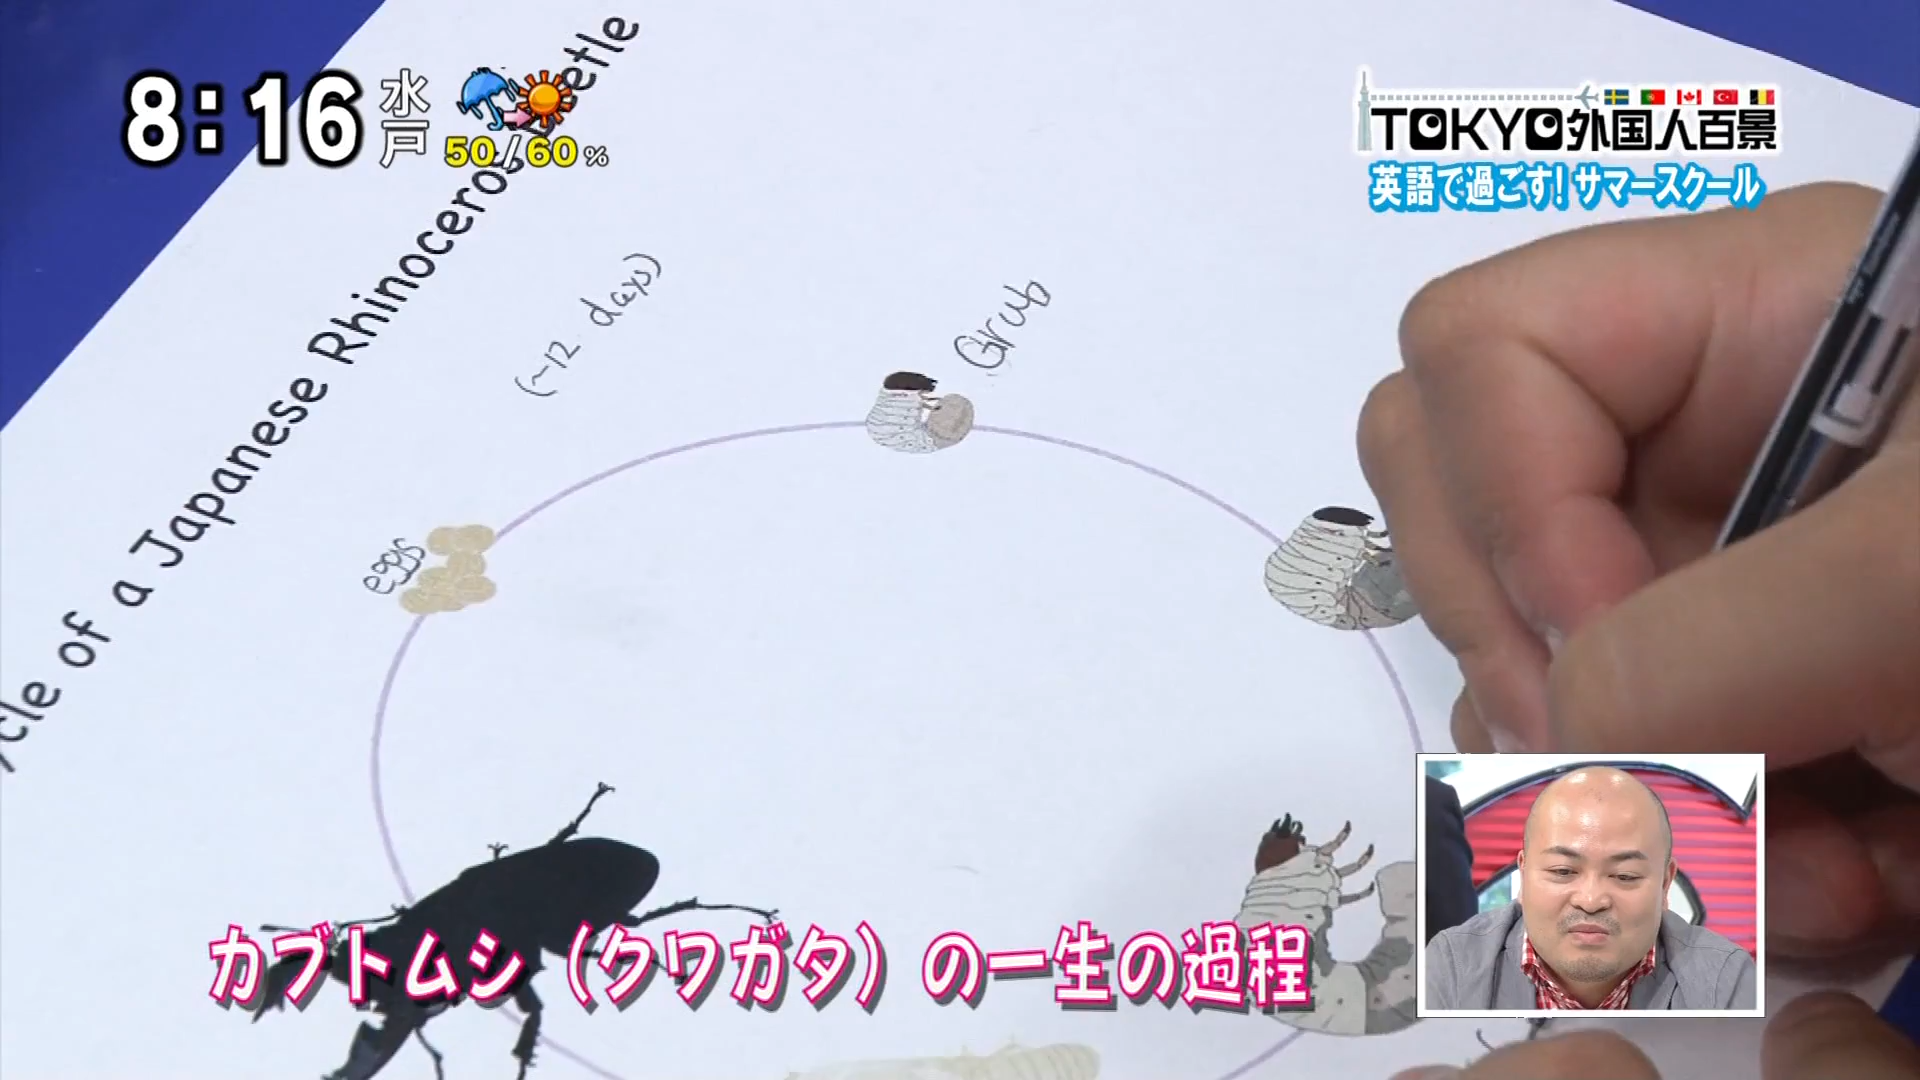 8:16
水戸
50/60%
TOKYO外国人百景
英語で過ごす! サマースクール
cle of a Japanese Rhinoceros etle
(~12 days)
Grub
eggs
カブトムシ（クワガタ）の一生の過程